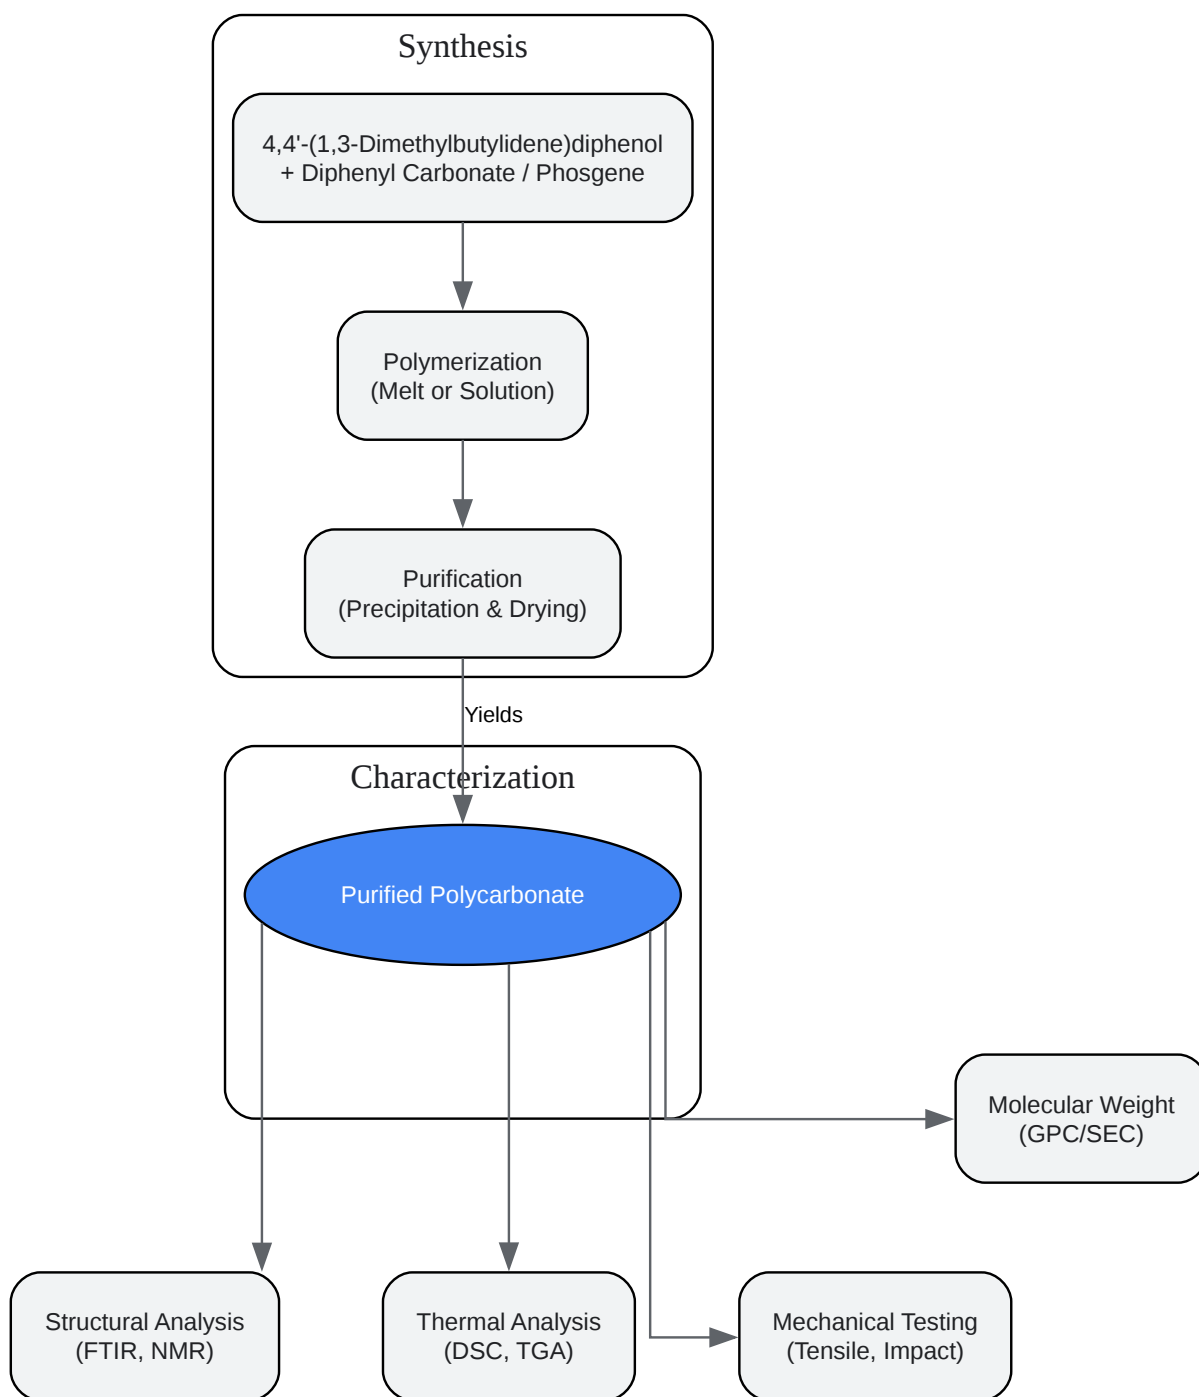 Synthesis
4,4'-(1,3-Dimethylbutylidene)diphenol
+ Diphenyl Carbonate / Phosgene
Polymerization
(Melt or Solution)
Purification
(Precipitation & Drying)
Yields
Characterization
Purified Polycarbonate
Molecular Weight
(GPC/SEC)
Structural Analysis
(FTIR, NMR)
Thermal Analysis
(DSC, TGA)
Mechanical Testing
(Tensile, Impact)